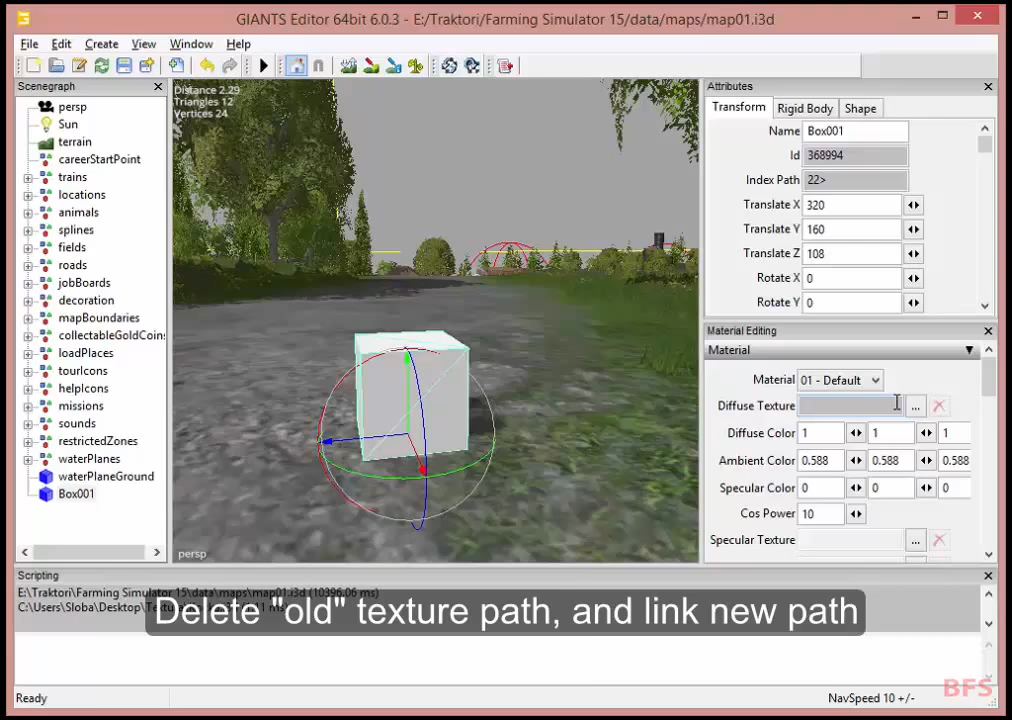 GIANTS Editor 64bit 6.0.3 - E:/Traktori/Farming Simulator 15/data/maps/map01.i3d
File Edit Create View Window Help
Scenegraph
persp
Sun
terrain
careerStartPoint
trains
locations
animals
splines
fields
roads
jobBoards
decoration
mapBoundaries
collectableGoldCoins
loadPlaces
tourIcons
helpIcons
missions
sounds
restrictedZones
waterPlanes
waterPlaneGround
Box001
Distance 2.29
Triangles 12
Vertices 24
persp
Attributes
Transform Rigid Body Shape
Name Box001
Id 368994
Index Path 22>
Translate X 320
Translate Y 160
Translate Z 108
Rotate X 0
Rotate Y 0
Material Editing
Material
Material 01 - Default
Diffuse Texture ...
Diffuse Color 1 1 1
Ambient Color 0.588 0.588 0.588
Specular Color 0 0 0
Cos Power 10
Specular Texture ...
Scripting
E:\Traktori\Farming Simulator 15\data\maps\map01.i3d (10396.06 ms)
C:\Users\Sloba\Desktop\
Delete "old" texture path, and link new path
Ready
NavSpeed 10 +/-
BFS